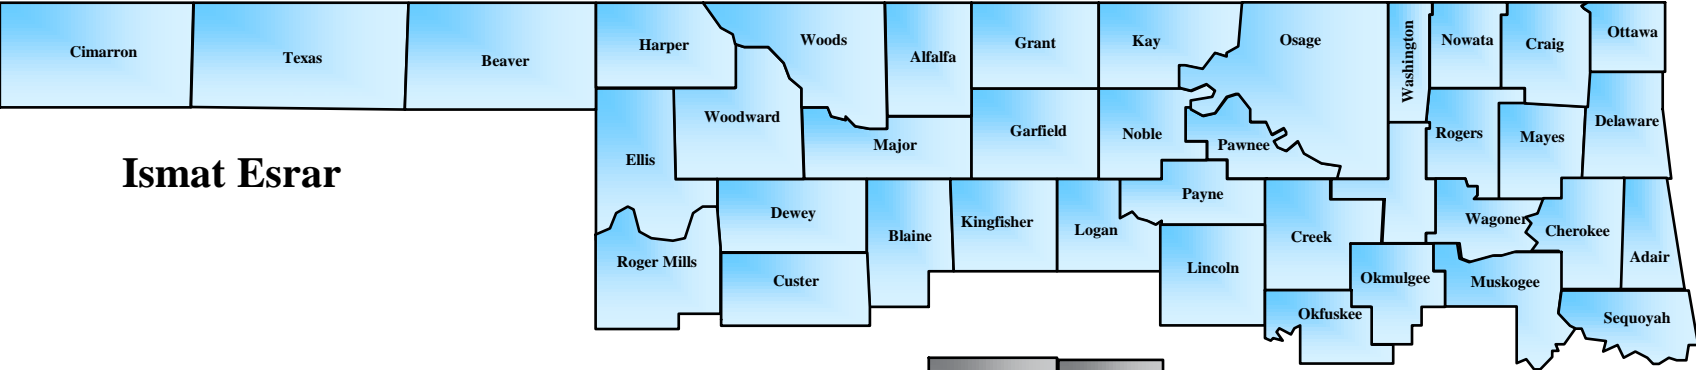 Cimarron
Texas
Beaver
Harper
Woods
Alfalfa
Grant
Kay
Osage
Washington
Nowata
Craig
Ottawa
Woodward
Major
Garfield
Noble
Pawnee
Rogers
Mayes
Delaware
Ismat Esrar
Ellis
Dewey
Blaine
Kingfisher
Logan
Payne
Creek
Wagoner
Cherokee
Adair
Roger Mills
Custer
Lincoln
Okmulgee
Muskogee
Okfuskee
Sequoyah